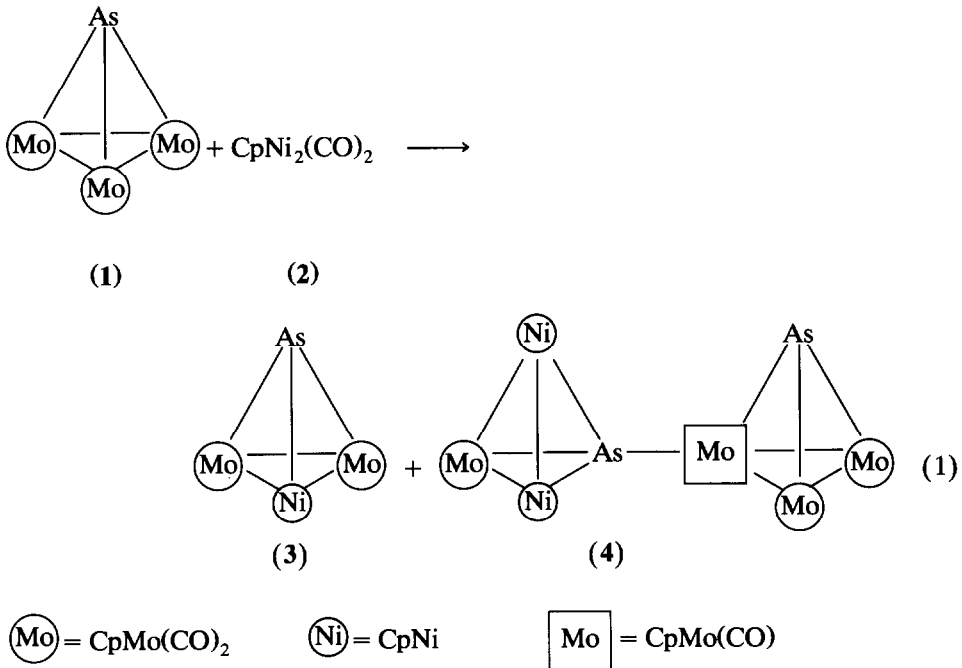 As
Mo Mo + CpNi₂(CO)₂ ⟶
Mo
(1) (2)
As Ni As
Mo Mo + Mo As Mo Mo (1)
Ni Ni Mo
(3) (4)
Mo = CpMo(CO)₂ Ni = CpNi Mo = CpMo(CO)